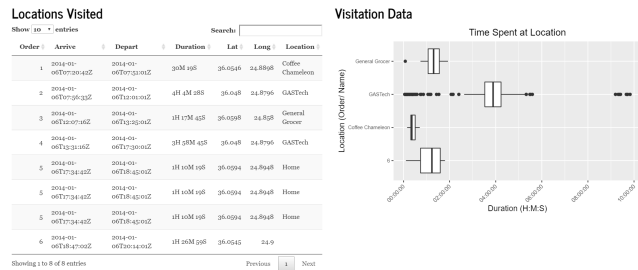 Locations Visited
Show 10 entries
Search:
Order Arrive Depart Duration Lat Long Location
1 2014-01-06T07:20:42Z 2014-01-06T07:51:01Z 30M 19S 36.0546 24.8898 Coffee Chameleon
2 2014-01-06T07:56:33Z 2014-01-06T12:01:01Z 4H 4M 28S 36.048 24.8796 GASTech
3 2014-01-06T12:07:16Z 2014-01-06T13:25:01Z 1H 17M 45S 36.0598 24.858 General Grocer
4 2014-01-06T13:31:16Z 2014-01-06T17:30:01Z 3H 58M 45S 36.048 24.8796 GASTech
5 2014-01-06T17:34:42Z 2014-01-06T18:45:01Z 1H 10M 19S 36.0594 24.8948 Home
5 2014-01-06T17:34:42Z 2014-01-06T18:45:01Z 1H 10M 19S 36.0594 24.8948 Home
5 2014-01-06T17:34:42Z 2014-01-06T18:45:01Z 1H 10M 19S 36.0594 24.8948 Home
6 2014-01-06T18:47:02Z 2014-01-06T20:14:01Z 1H 26M 59S 36.0545 24.9
Showing 1 to 8 of 8 entries
Previous 1 Next
Visitation Data
Time Spent at Location
Location (Order/ Name)
General Grocer
GASTech
Coffee Chameleon
6
00:00:00 02:00:00 04:00:00 06:00:00 08:00:00 10:00:00
Duration (H:M:S)